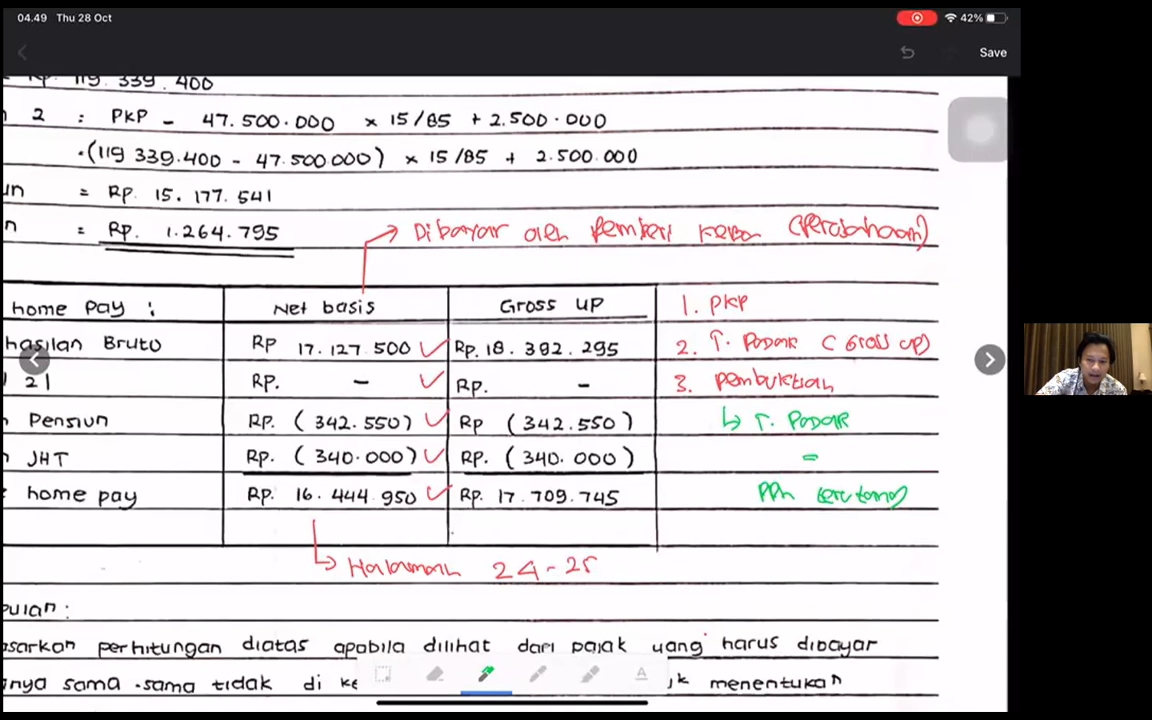 04.49 Thu 28 Oct
42%
Save
= Rp. 119 339. 400
n 2 : PKP - 47.500.000 x 15/85 + 2.500.000
(119 339.400 - 47.500.000) x 15/85 + 2.500.000
un = Rp. 15.177.541
n = Rp. 1.264.795
Dibayar oleh Pemberi Kerja (Perusahaan)
home pay : Net basis Gross up
hasilan Bruto Rp 17.127.500 Rp. 18.392.295
21 Rp. - Rp. -
Pensiun Rp. (342.550) Rp (342.550)
JHT Rp. (340.000) Rp. (340.000)
home pay Rp. 16.444.950 Rp. 17.709.745
1. PKP
2. T. Pajak (Gross up)
3. Pembuktian
T. Pajak
=
PPh terutang
Halaman 24-25
pulan :
asarkan perhitungan diatas apabila dilihat dari pajak yang harus dibayar
nya sama-sama tidak di ke k menentukan
A